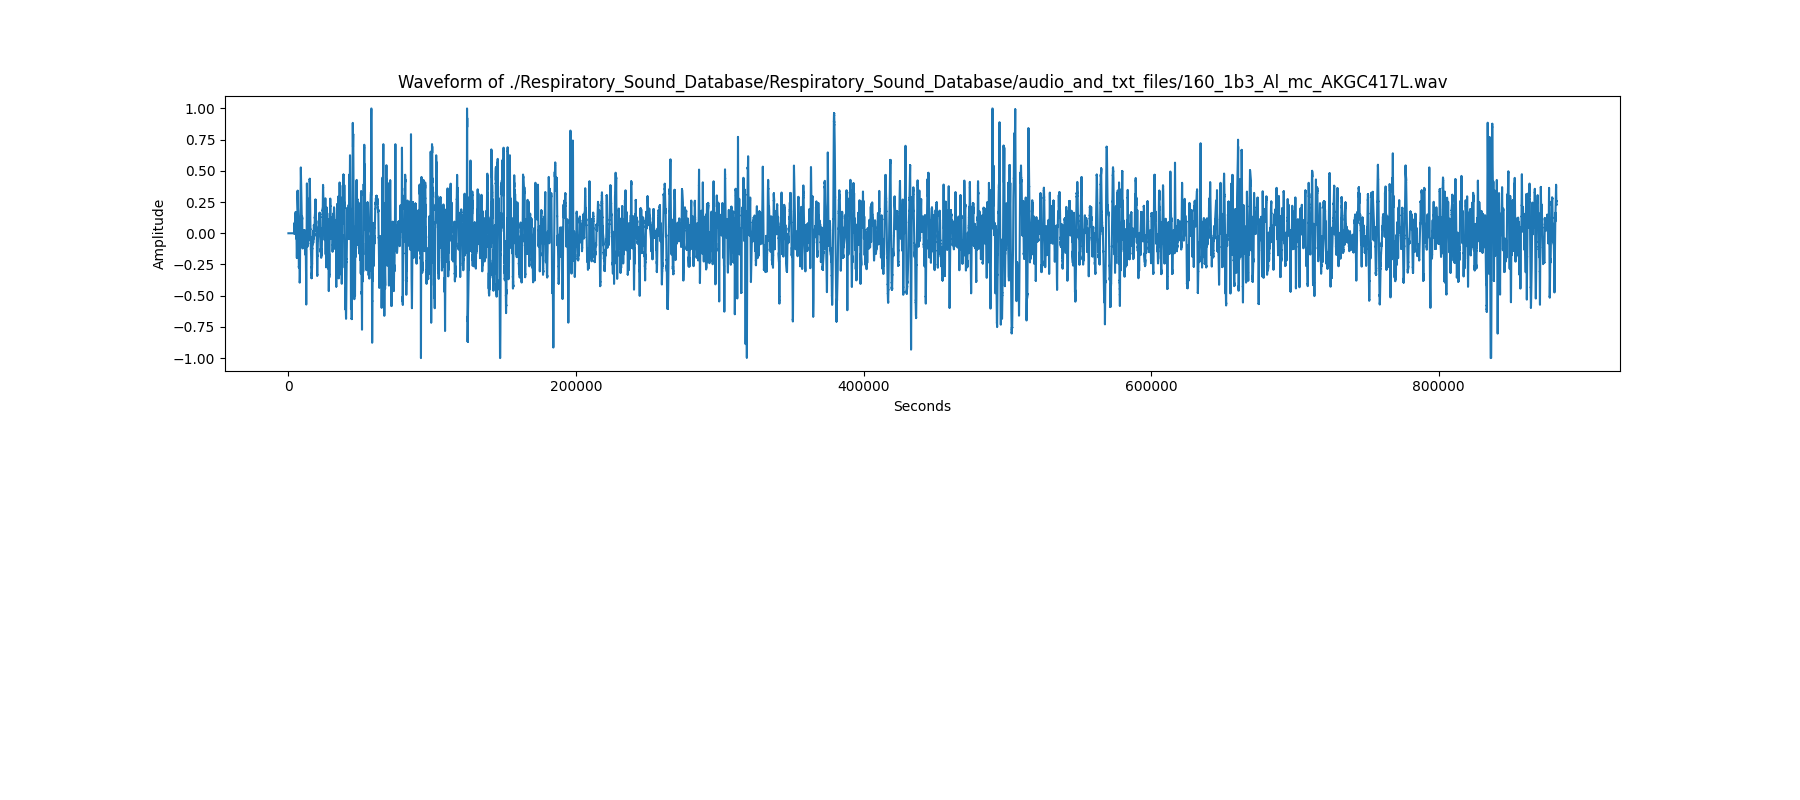 Waveform of ./Respiratory_Sound_Database/Respiratory_Sound_Database/audio_and_txt_files/160_1b3_Al_mc_AKGC417L.wav
1.00
0.75
0.50
0.25
0.00
−0.25
−0.50
−0.75
−1.00
Amplitude
0 200000 400000 600000 800000
Seconds